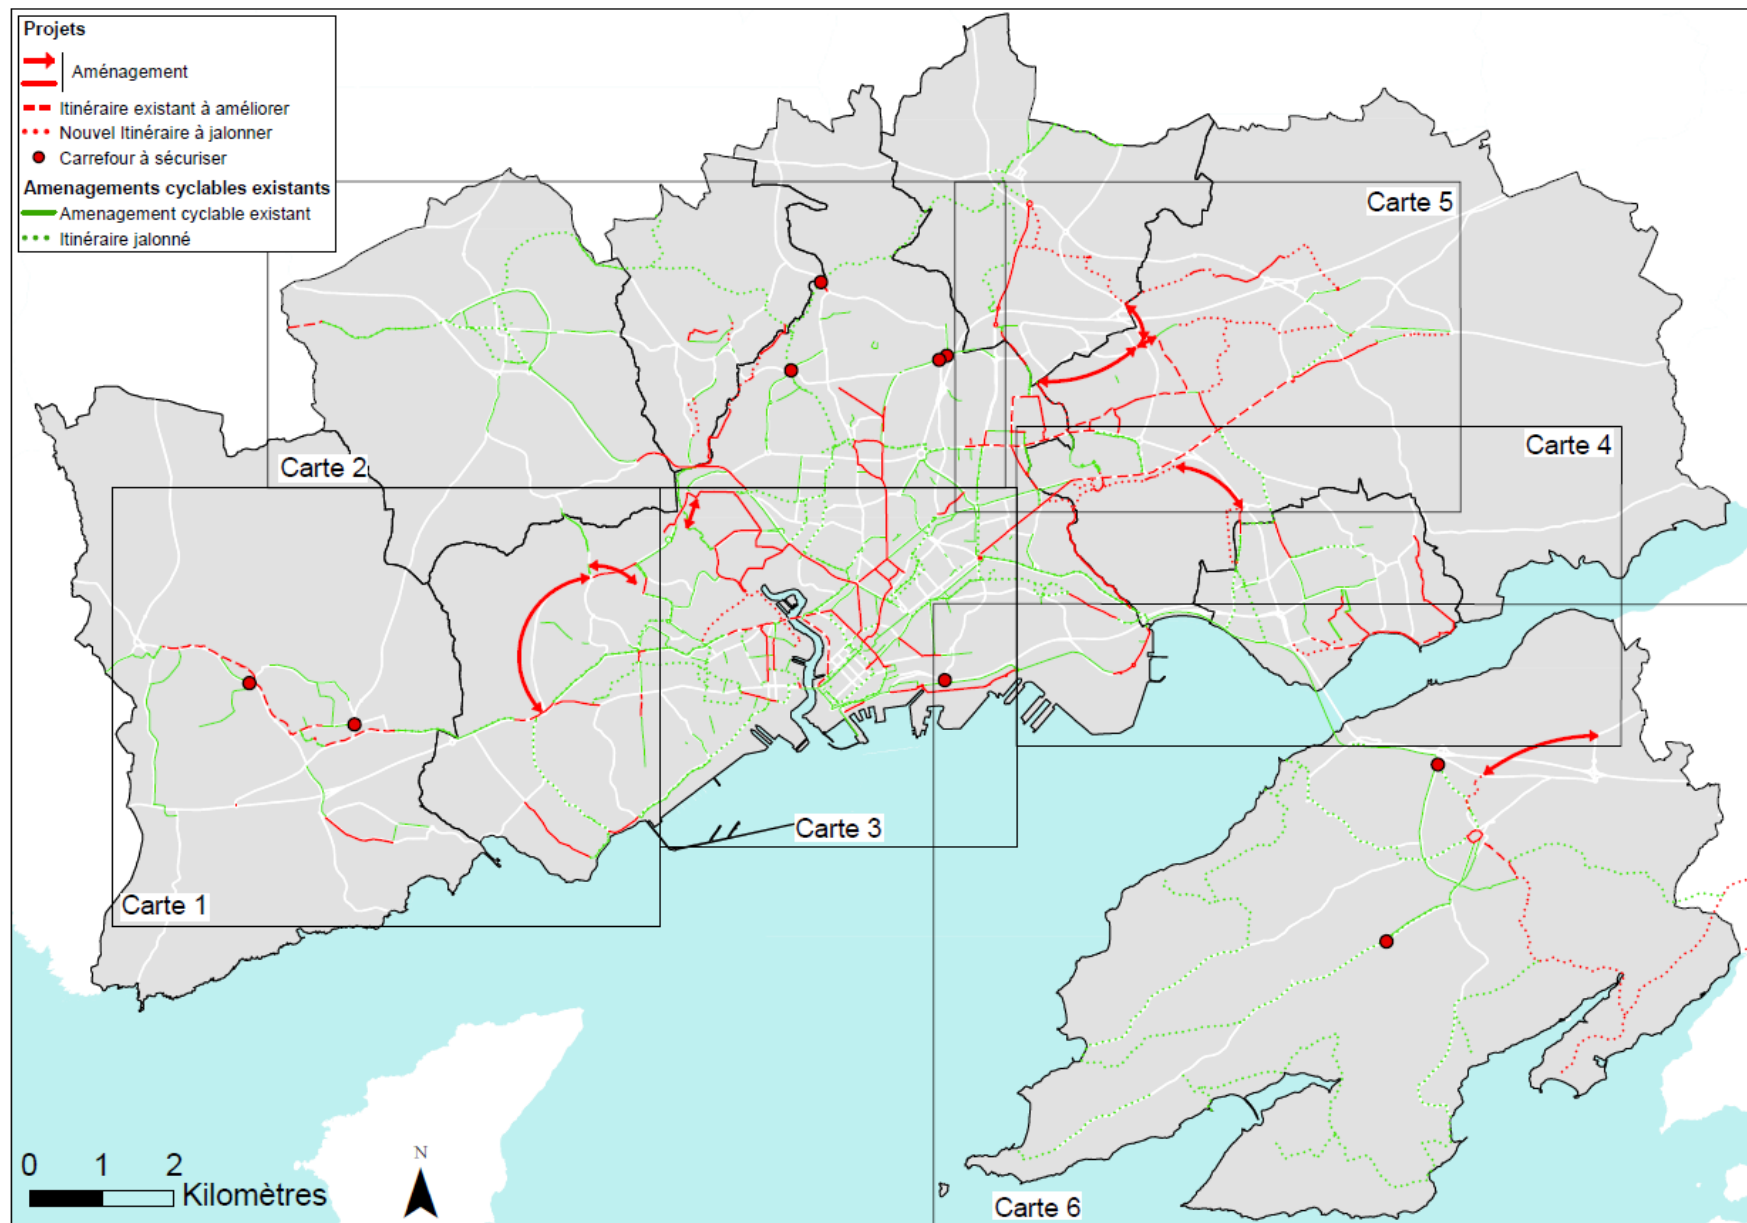 Projets
Aménagement
Itinéraire existant à améliorer
Nouvel Itinéraire à jalonner
Carrefour à sécuriser
Amenagements cyclables existants
Amenagement cyclable existant
Itinéraire jalonné
Carte 5
Carte 4
Carte 2
Carte 3
Carte 1
Carte 6
N
0 1 2
Kilomètres